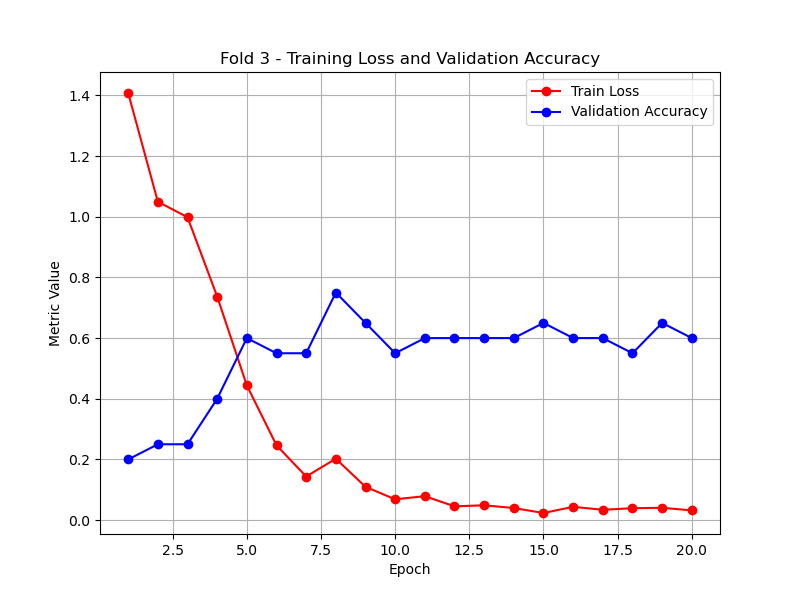 Fold 3 - Training Loss and Validation Accuracy
Train Loss
Validation Accuracy
Metric Value
1.4
1.2
1.0
0.8
0.6
0.4
0.2
0.0
2.5 5.0 7.5 10.0 12.5 15.0 17.5 20.0
Epoch